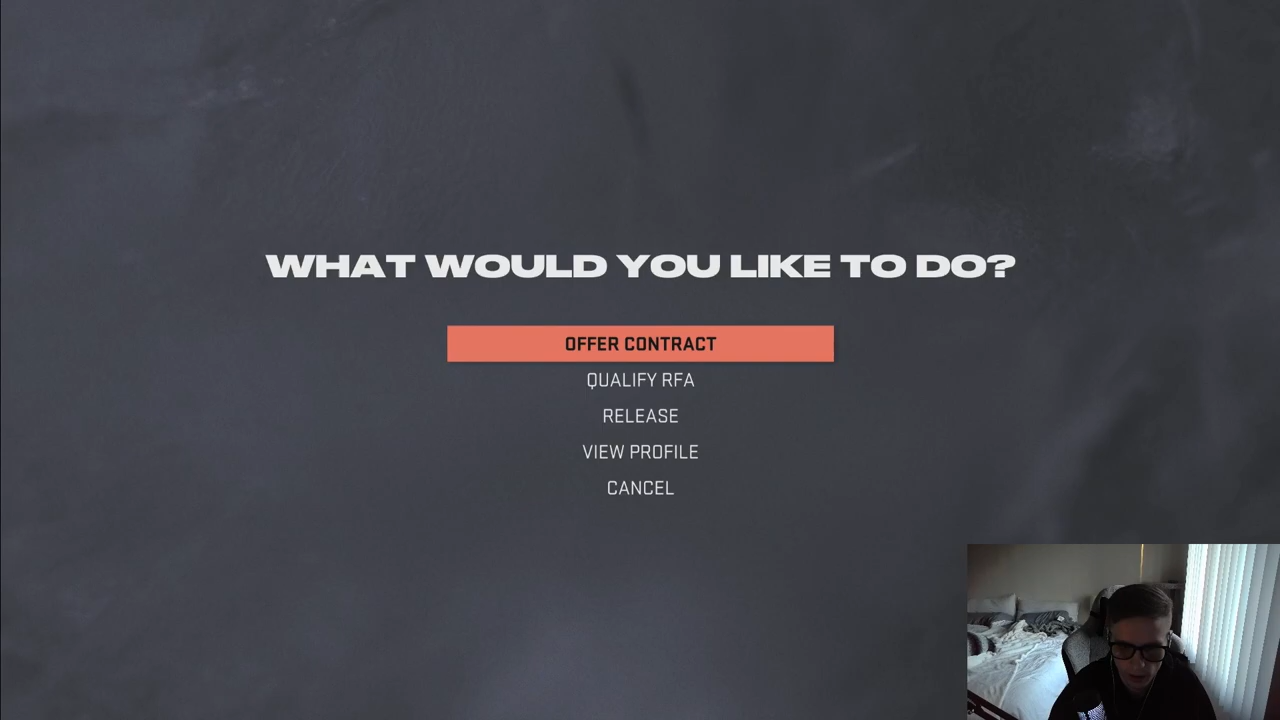 WHAT WOULD YOU LIKE TO DO?
OFFER CONTRACT
QUALIFY RFA
RELEASE
VIEW PROFILE
CANCEL